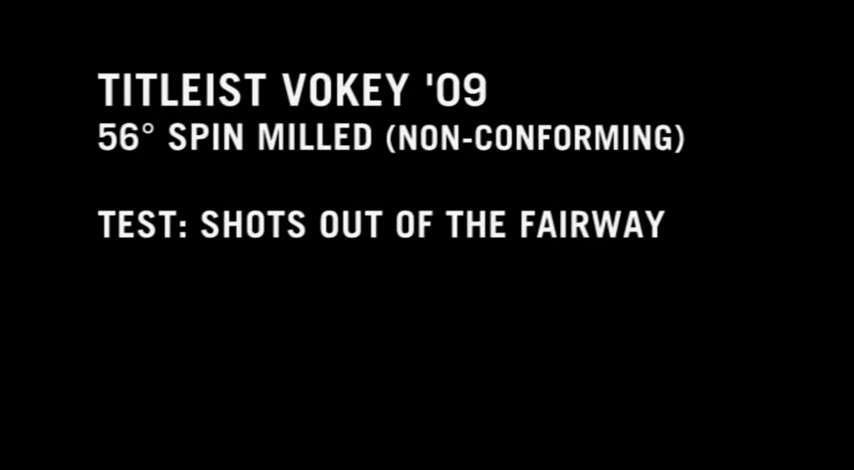 TITLEIST VOKEY '09
56° SPIN MILLED (NON-CONFORMING)
TEST: SHOTS OUT OF THE FAIRWAY